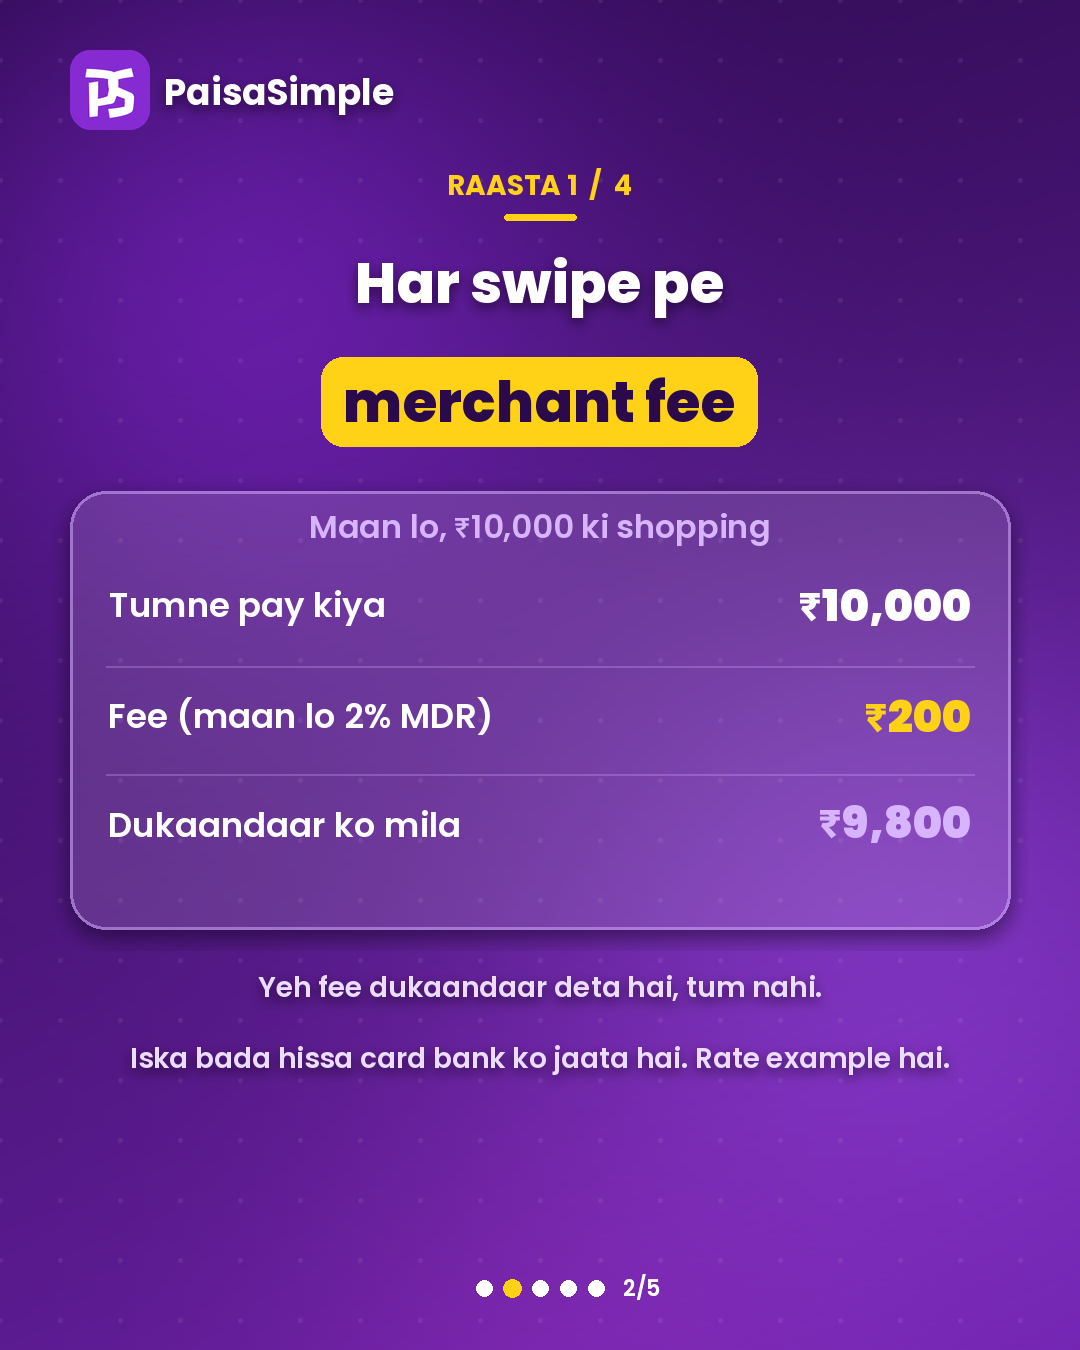 PS
PaisaSimple
RAASTA 1 / 4
Har swipe pe
merchant fee
Maan lo, ₹10,000 ki shopping
Tumne pay kiya ₹10,000
Fee (maan lo 2% MDR) ₹200
Dukaandaar ko mila ₹9,800
Yeh fee dukaandaar deta hai, tum nahi.
Iska bada hissa card bank ko jaata hai. Rate example hai.
2/5